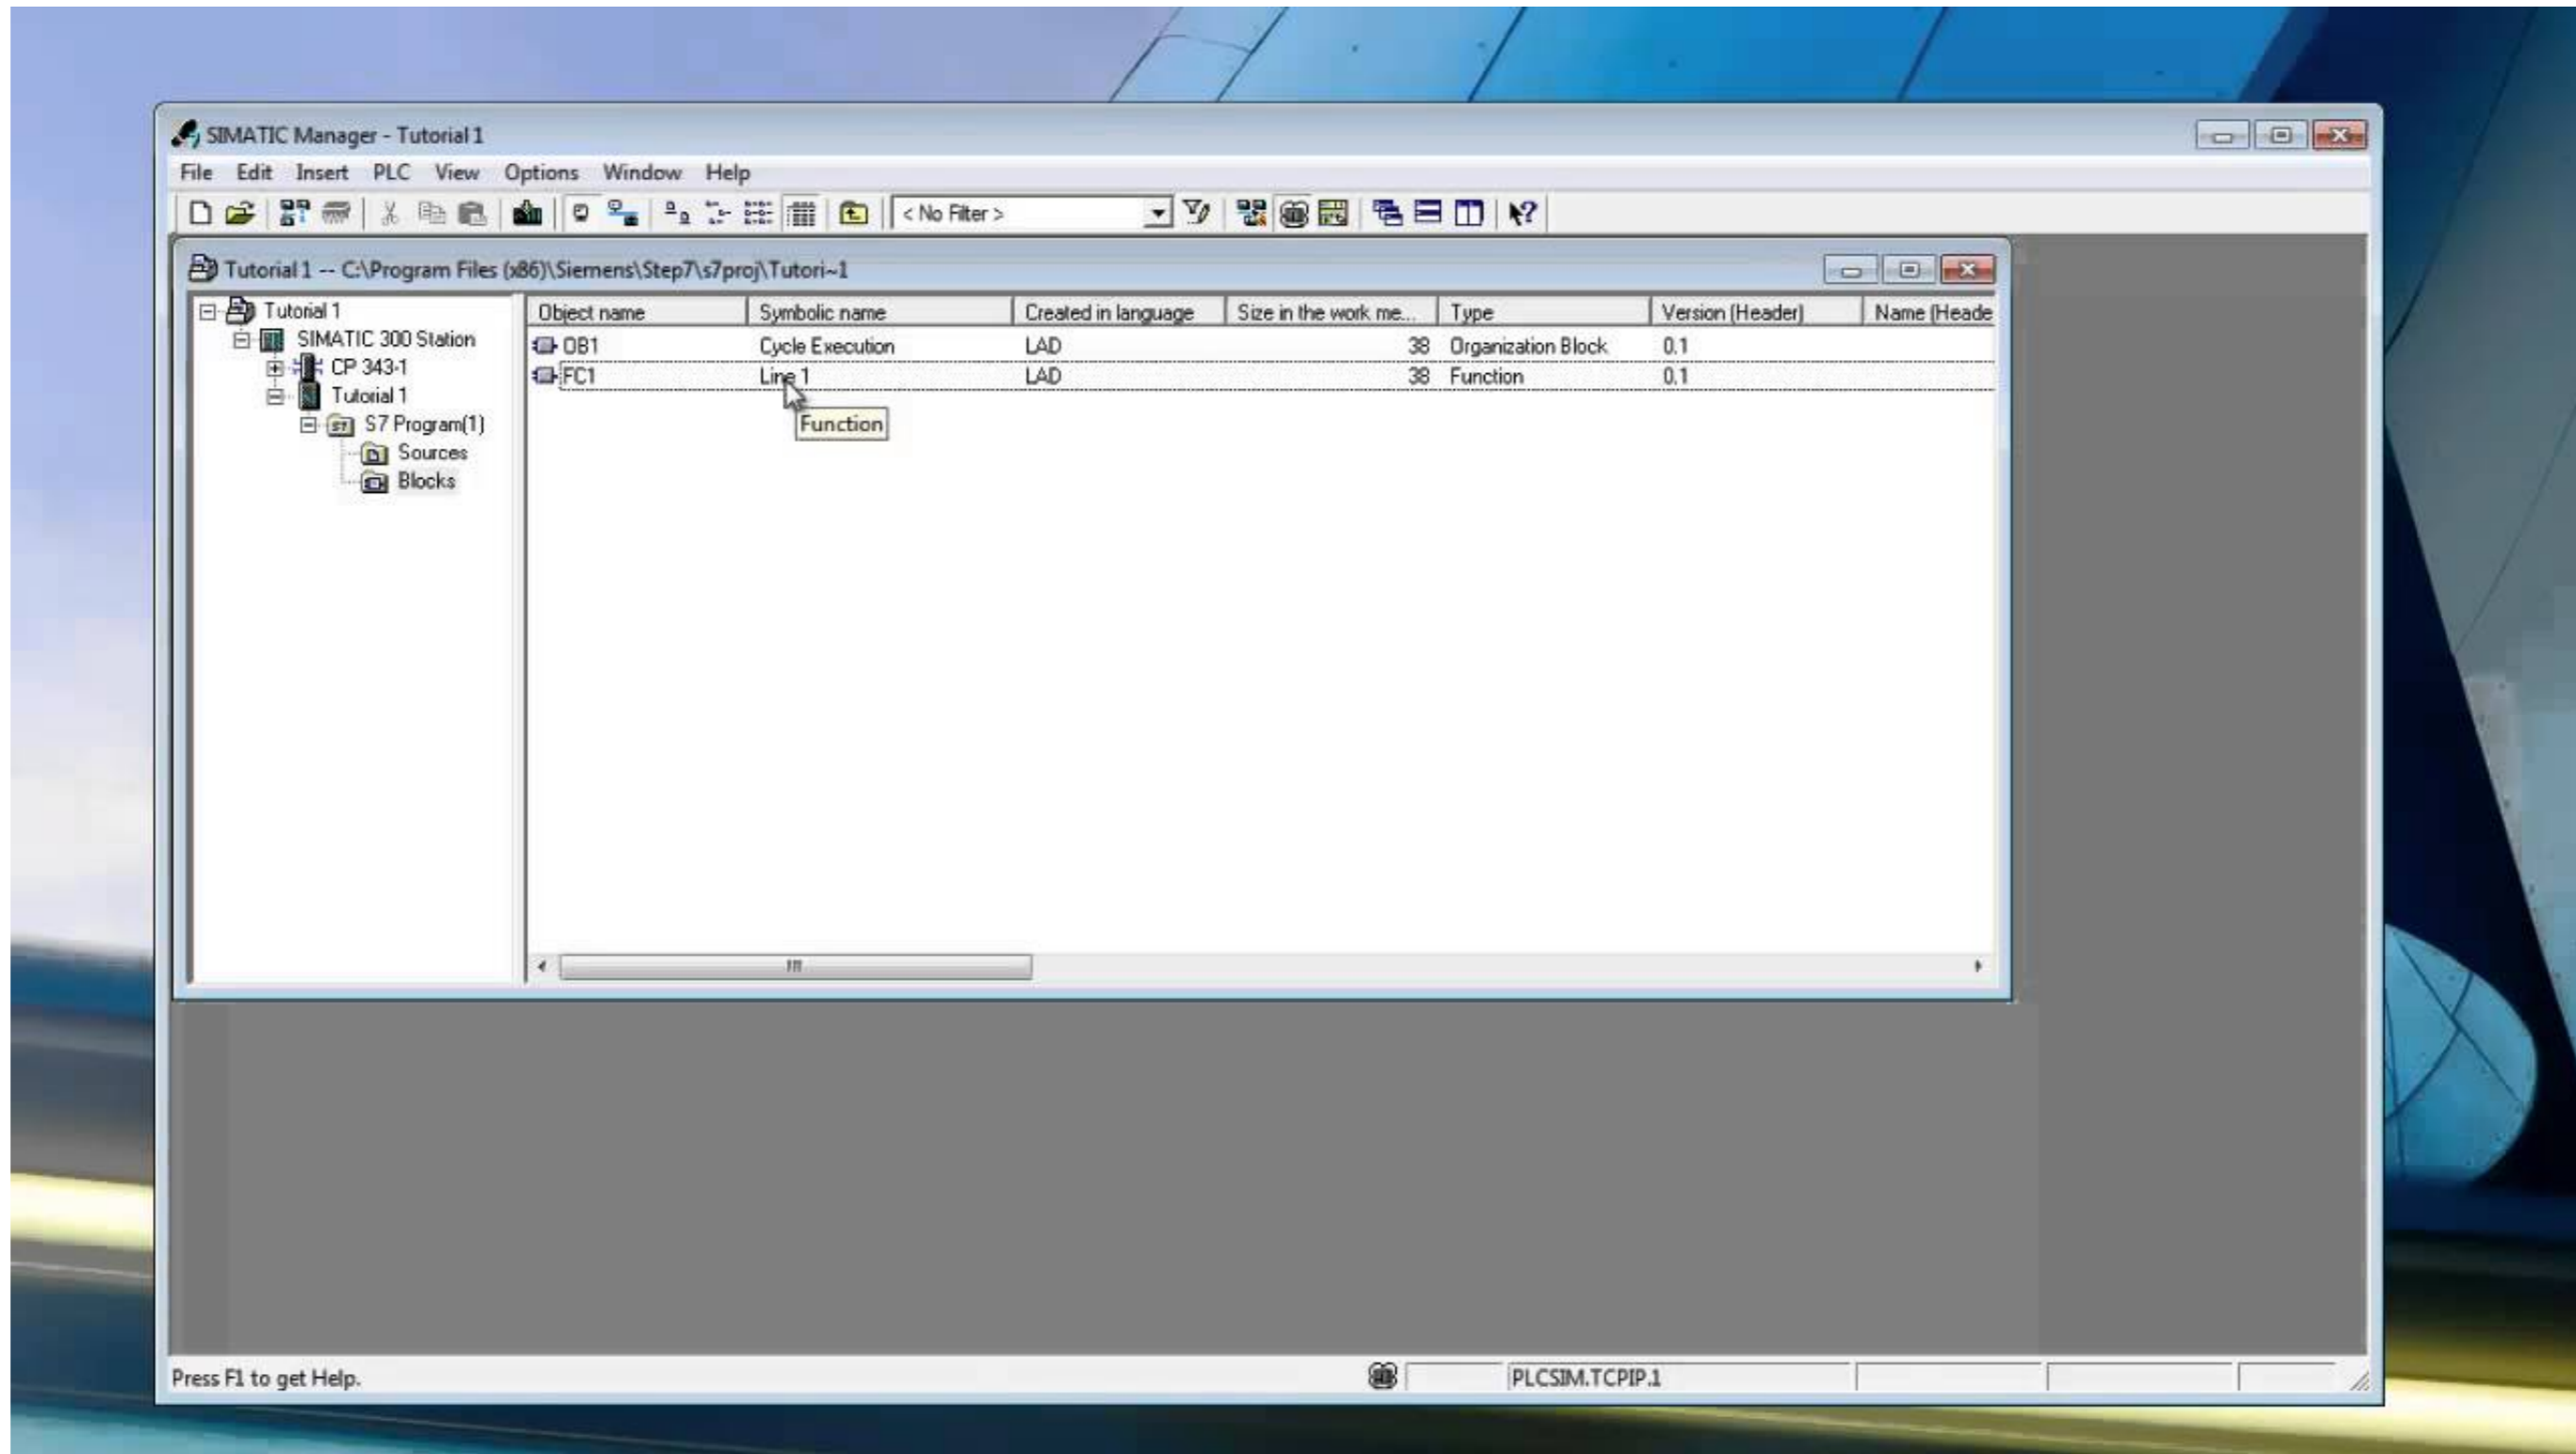 SIMATIC Manager - Tutorial 1
File Edit Insert PLC View Options Window Help
< No Filter >
Tutorial 1 -- C:\Program Files (x86)\Siemens\Step7\s7proj\Tutori~1
Tutorial 1
SIMATIC 300 Station
CP 343-1
Tutorial 1
S7 Program(1)
Sources
Blocks
Object name Symbolic name Created in language Size in the work me... Type Version (Header) Name (Heade
OB1 Cycle Execution LAD 38 Organization Block 0.1
FC1 Line 1 LAD 38 Function 0.1
Function
Press F1 to get Help.
PLCSIM.TCPIP.1